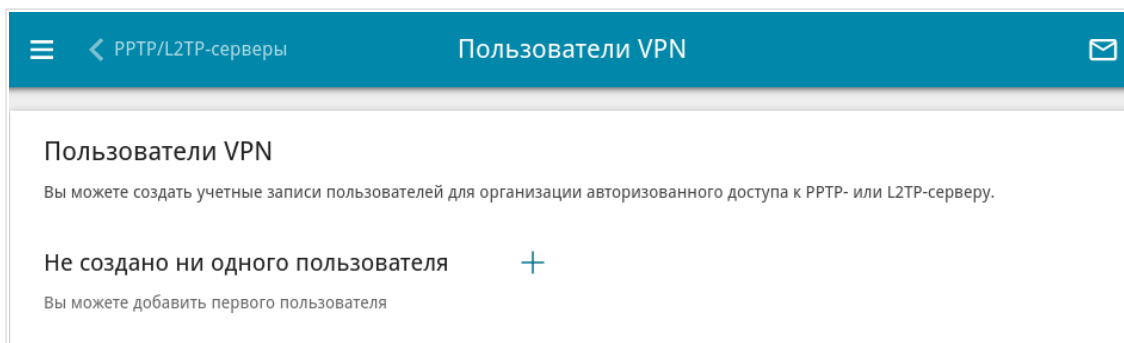 PPTP/L2TP-серверы
Пользователи VPN
Пользователи VPN
Вы можете создать учетные записи пользователей для организации авторизованного доступа к PPTP- или L2TP-серверу.
Не создано ни одного пользователя
Вы можете добавить первого пользователя